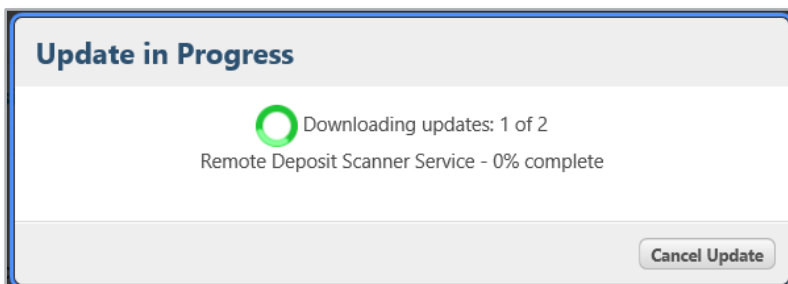 Update in Progress
Downloading updates: 1 of 2
Remote Deposit Scanner Service - 0% complete
Cancel Update